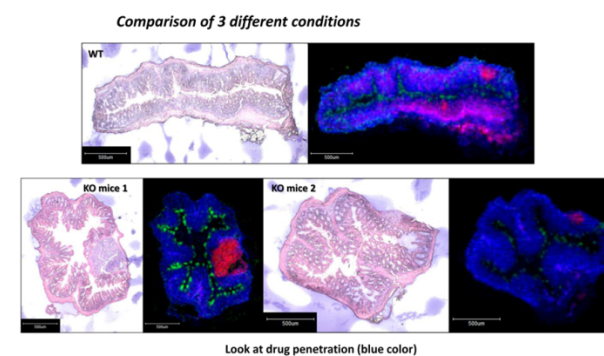 Comparison of 3 different conditions
WT
500um
500um
KO mice 1
KO mice 2
500um
500um
500um
500um
Look at drug penetration (blue color)